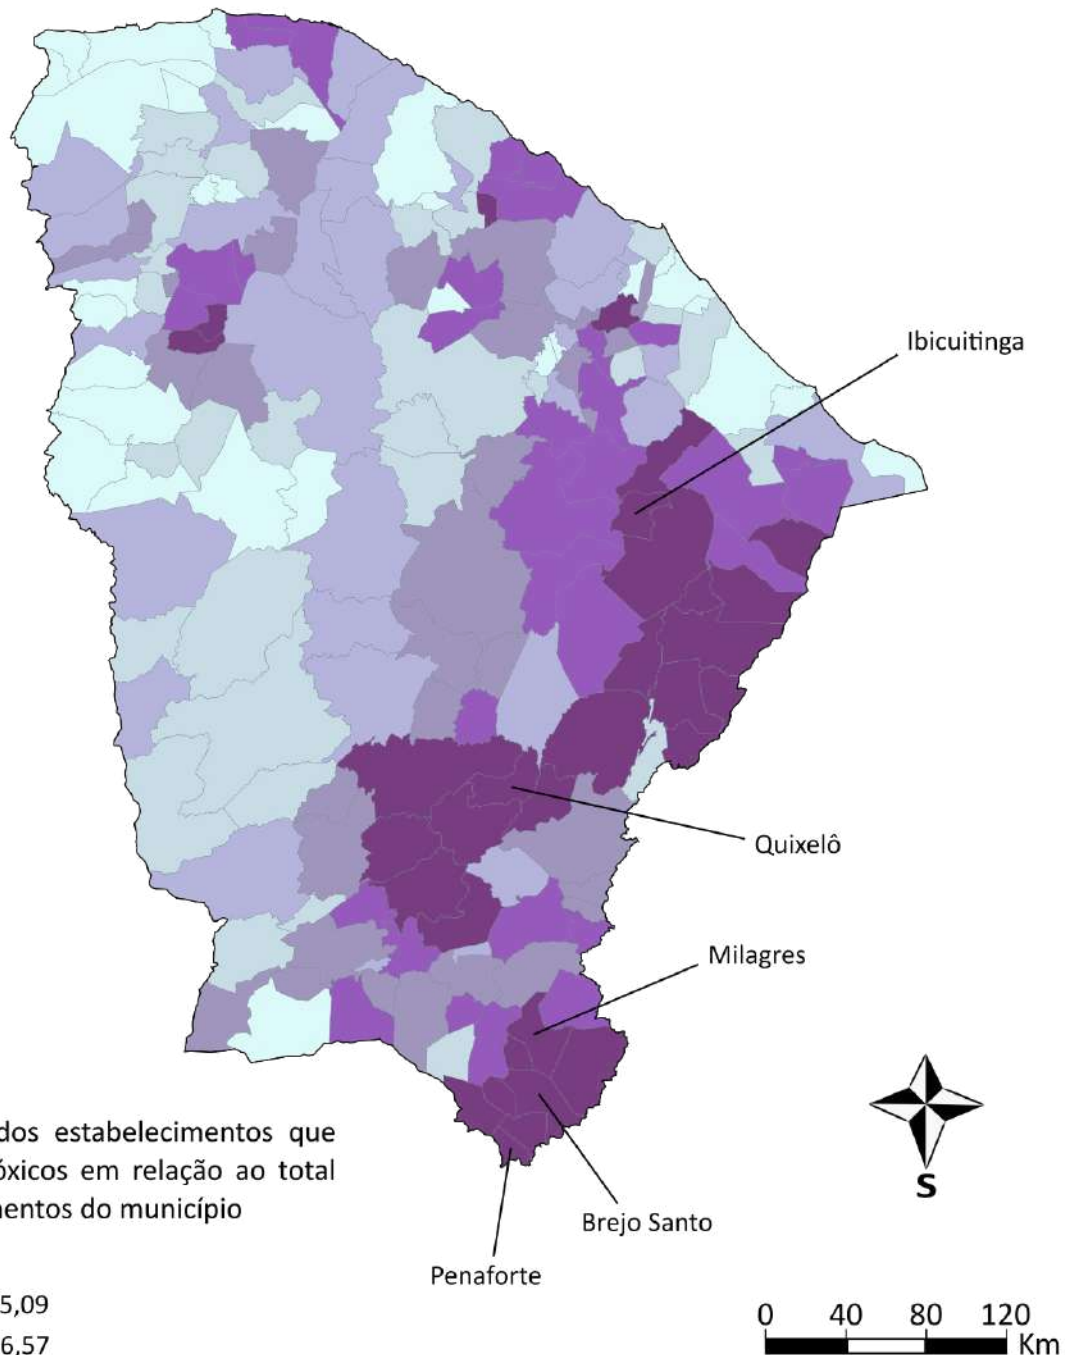 Ibicuitinga
Quixelô
Milagres
dos estabelecimentos que
óxicos em relação ao total
nentos do município
S
Brejo Santo
Penaforte
5,09
6,57
0 40 80 120
Km